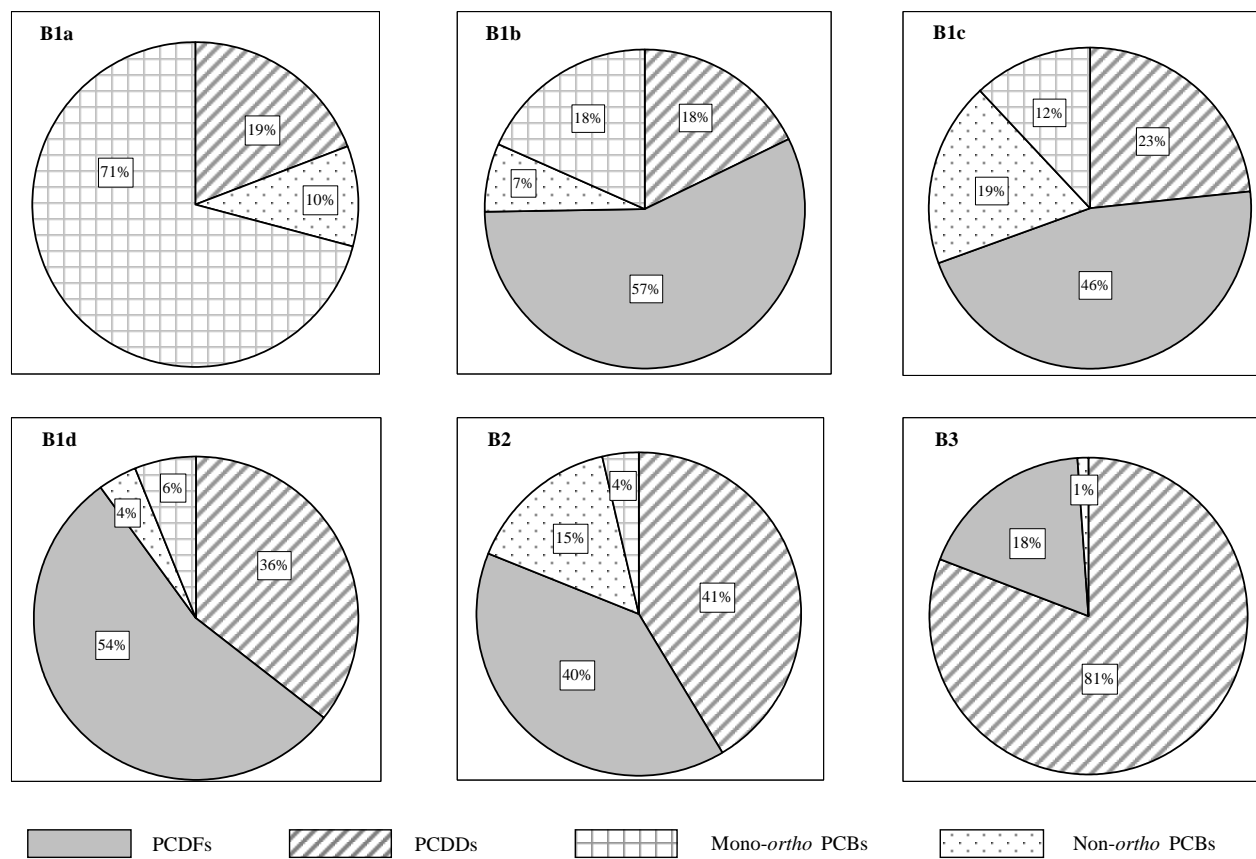 B1a
19%
71%
10%
B1b
18%
18%
7%
57%
B1c
12%
23%
19%
46%
B1d
6%
4%
36%
54%
B2
4%
15%
41%
40%
B3
1%
18%
81%
PCDFs
PCDDs
Mono-ortho PCBs
Non-ortho PCBs